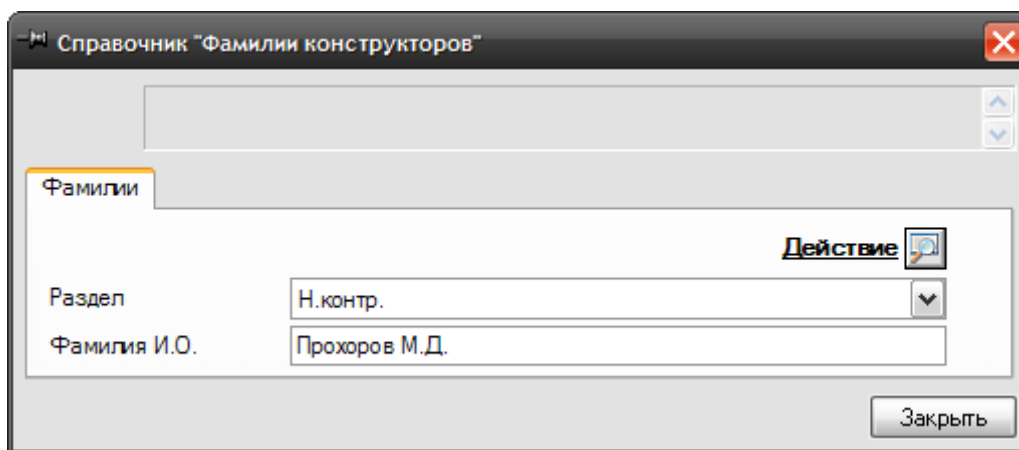 Справочник "Фамилии конструкторов"
Фамилии
Действие
Раздел Н.контр.
Фамилия И.О. Прохоров М.Д.
Закрыть